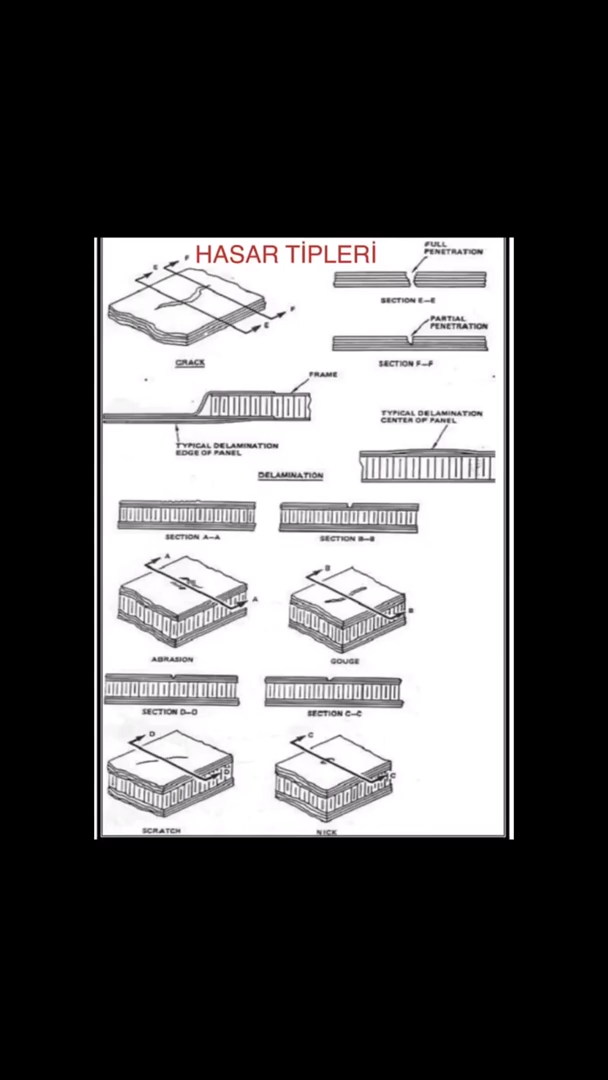 HASAR TİPLERİ
E
F
F
E
CRACK
FULL
PENETRATION
SECTION E–E
PARTIAL
PENETRATION
SECTION F–F
FRAME
TYPICAL DELAMINATION
EDGE OF PANEL
TYPICAL DELAMINATION
CENTER OF PANEL
DELAMINATION
SECTION A–A
SECTION B–B
A
A
ABRASION
B
B
GOUGE
SECTION D–D
SECTION C–C
D
D
SCRATCH
C
C
NICK